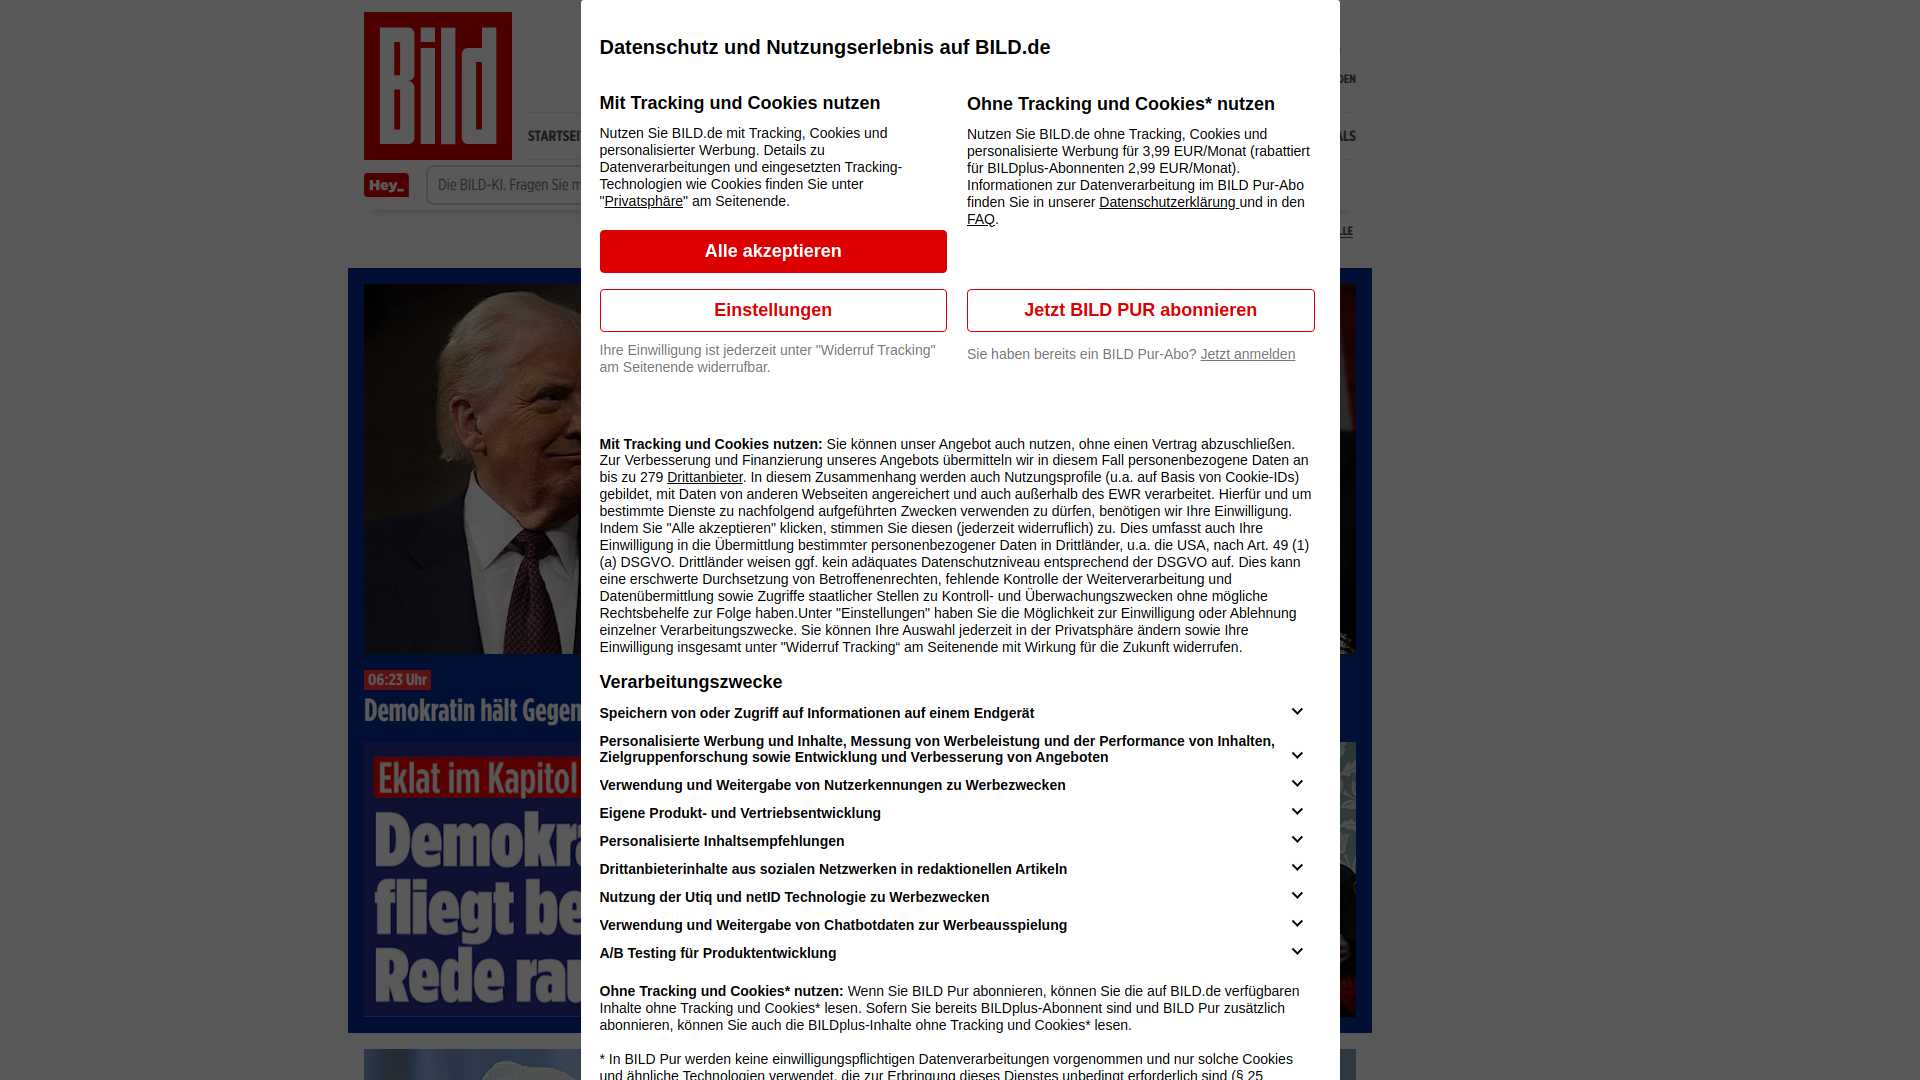 Bild
STARTSEI
Hey_
Die BILD-KI. Fragen Sie m
Datenschutz und Nutzungserlebnis auf BILD.de
Mit Tracking und Cookies nutzen
Nutzen Sie BILD.de mit Tracking, Cookies und
personalisierter Werbung. Details zu
Datenverarbeitungen und eingesetzten Tracking-
Technologien wie Cookies finden Sie unter
"Privatsphäre" am Seitenende.
Alle akzeptieren
Einstellungen
Ihre Einwilligung ist jederzeit unter "Widerruf Tracking"
am Seitenende widerrufbar.
Ohne Tracking und Cookies* nutzen
Nutzen Sie BILD.de ohne Tracking, Cookies und
personalisierte Werbung für 3,99 EUR/Monat (rabattiert
für BILDplus-Abonnenten 2,99 EUR/Monat).
Informationen zur Datenverarbeitung im BILD Pur-Abo
finden Sie in unserer Datenschutzerklärung und in den
FAQ.
Jetzt BILD PUR abonnieren
Sie haben bereits ein BILD Pur-Abo? Jetzt anmelden
Mit Tracking und Cookies nutzen: Sie können unser Angebot auch nutzen, ohne einen Vertrag abzuschließen.
Zur Verbesserung und Finanzierung unseres Angebots übermitteln wir in diesem Fall personenbezogene Daten an
bis zu 279 Drittanbieter. In diesem Zusammenhang werden auch Nutzungsprofile (u.a. auf Basis von Cookie-IDs)
gebildet, mit Daten von anderen Webseiten angereichert und auch außerhalb des EWR verarbeitet. Hierfür und um
bestimmte Dienste zu nachfolgend aufgeführten Zwecken verwenden zu dürfen, benötigen wir Ihre Einwilligung.
Indem Sie "Alle akzeptieren" klicken, stimmen Sie diesen (jederzeit widerruflich) zu. Dies umfasst auch Ihre
Einwilligung in die Übermittlung bestimmter personenbezogener Daten in Drittländer, u.a. die USA, nach Art. 49 (1)
(a) DSGVO. Drittländer weisen ggf. kein adäquates Datenschutzniveau entsprechend der DSGVO auf. Dies kann
eine erschwerte Durchsetzung von Betroffenenrechten, fehlende Kontrolle der Weiterverarbeitung und
Datenübermittlung sowie Zugriffe staatlicher Stellen zu Kontroll- und Überwachungszwecken ohne mögliche
Rechtsbehelfe zur Folge haben.Unter "Einstellungen" haben Sie die Möglichkeit zur Einwilligung oder Ablehnung
einzelner Verarbeitungszwecke. Sie können Ihre Auswahl jederzeit in der Privatsphäre ändern sowie Ihre
Einwilligung insgesamt unter "Widerruf Tracking“ am Seitenende mit Wirkung für die Zukunft widerrufen.
Verarbeitungszwecke
Speichern von oder Zugriff auf Informationen auf einem Endgerät
Personalisierte Werbung und Inhalte, Messung von Werbeleistung und der Performance von Inhalten,
Zielgruppenforschung sowie Entwicklung und Verbesserung von Angeboten
Verwendung und Weitergabe von Nutzerkennungen zu Werbezwecken
Eigene Produkt- und Vertriebsentwicklung
Personalisierte Inhaltsempfehlungen
Drittanbieterinhalte aus sozialen Netzwerken in redaktionellen Artikeln
Nutzung der Utiq und netID Technologie zu Werbezwecken
Verwendung und Weitergabe von Chatbotdaten zur Werbeausspielung
A/B Testing für Produktentwicklung
Ohne Tracking und Cookies* nutzen: Wenn Sie BILD Pur abonnieren, können Sie die auf BILD.de verfügbaren
Inhalte ohne Tracking und Cookies* lesen. Sofern Sie bereits BILDplus-Abonnent sind und BILD Pur zusätzlich
abonnieren, können Sie auch die BILDplus-Inhalte ohne Tracking und Cookies* lesen.
* In BILD Pur werden keine einwilligungspflichtigen Datenverarbeitungen vorgenommen und nur solche Cookies
und ähnliche Technologien verwendet, die zur Erbringung dieses Dienstes unbedingt erforderlich sind (§ 25
06:23 Uhr
Demokratin hält Gegen
Eklat im Kapitol
Demokra
fliegt be
Rede rau
DEN
ALS
LLE